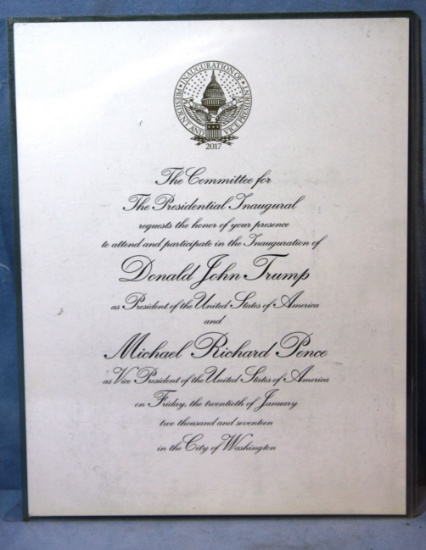 INAUGURATION OF
PRESIDENT AND VICE PRESIDENT
2017
The Committee for
The Presidential Inaugural
requests the honor of your presence
to attend and participate in the Inauguration of
Donald John Trump
as President of the United States of America
and
Michael Richard Pence
as Vice President of the United States of America
on Friday, the twentieth of January
two thousand and seventeen
in the City of Washington